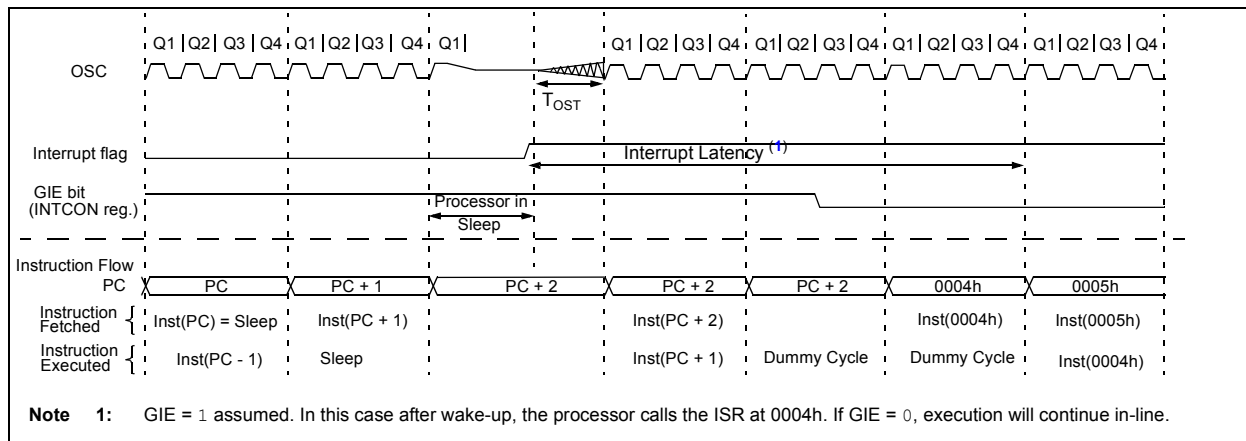 Q1 | Q2 | Q3 | Q4 Q1 | Q2 | Q3 | Q4 Q1 | Q1 | Q2 | Q3 | Q4 Q1 | Q2 | Q3 | Q4 Q1 | Q2 | Q3 | Q4 Q1 | Q2 | Q3 | Q4
OSC
TOST
Interrupt flag
Interrupt Latency (1)
GIE bit
(INTCON reg.)
Processor in
Sleep
Instruction Flow
PC PC PC + 1 PC + 2 PC + 2 PC + 2 0004h 0005h
Instruction
Fetched { Inst(PC) = Sleep Inst(PC + 1) Inst(PC + 2) Inst(0004h) Inst(0005h)
Instruction
Executed { Inst(PC - 1) Sleep Inst(PC + 1) Dummy Cycle Dummy Cycle Inst(0004h)
Note 1: GIE = 1 assumed. In this case after wake-up, the processor calls the ISR at 0004h. If GIE = 0, execution will continue in-line.